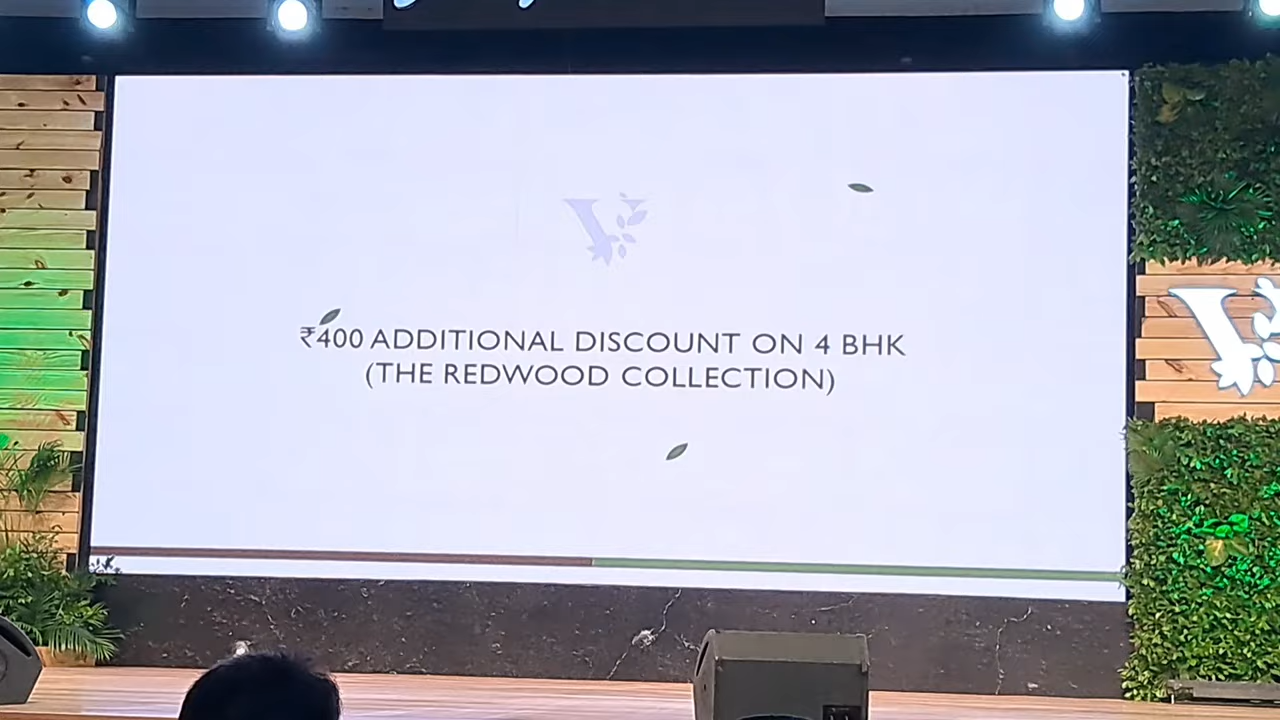 ₹400 ADDITIONAL DISCOUNT ON 4 BHK
(THE REDWOOD COLLECTION)